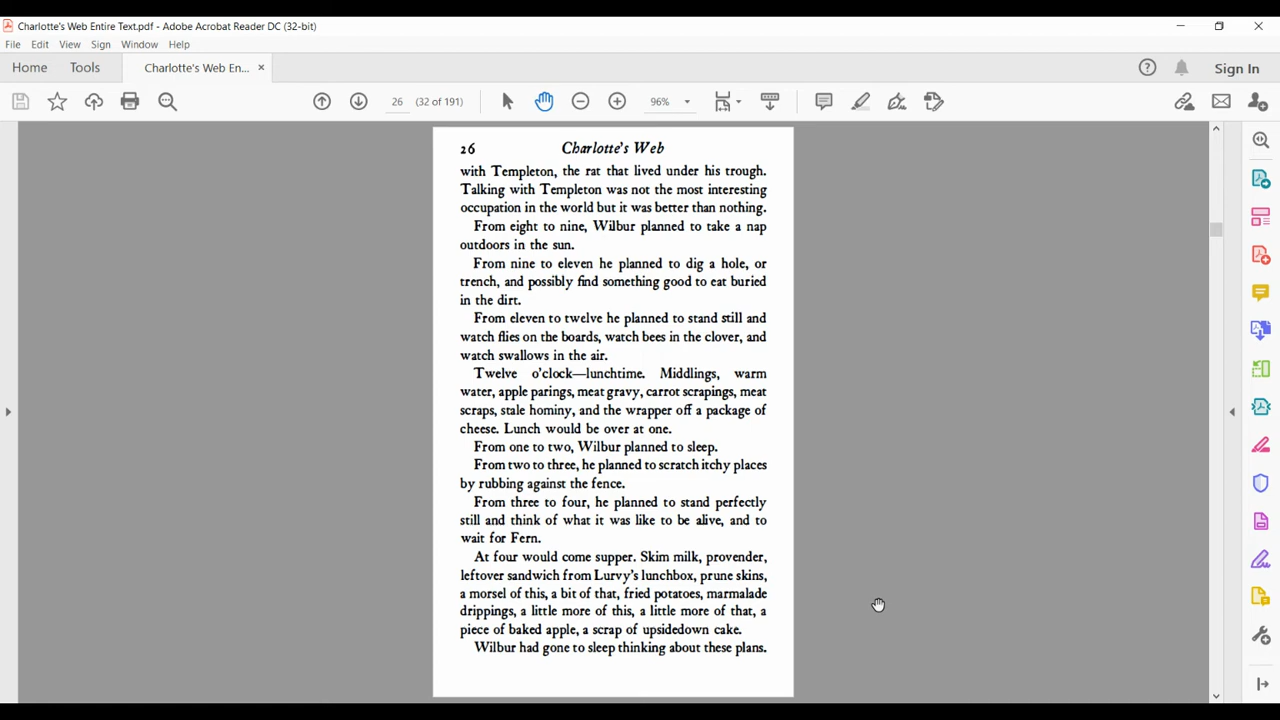 Charlotte's Web Entire Text.pdf - Adobe Acrobat Reader DC (32-bit)
File Edit View Sign Window Help
Home Tools Charlotte's Web En... × Sign In
26 (32 of 191) 96%
26 Charlotte's Web
with Templeton, the rat that lived under his trough.
Talking with Templeton was not the most interesting
occupation in the world but it was better than nothing.
From eight to nine, Wilbur planned to take a nap
outdoors in the sun.
From nine to eleven he planned to dig a hole, or
trench, and possibly find something good to eat buried
in the dirt.
From eleven to twelve he planned to stand still and
watch flies on the boards, watch bees in the clover, and
watch swallows in the air.
Twelve o'clock—lunchtime. Middlings, warm
water, apple parings, meat gravy, carrot scrapings, meat
scraps, stale hominy, and the wrapper off a package of
cheese. Lunch would be over at one.
From one to two, Wilbur planned to sleep.
From two to three, he planned to scratch itchy places
by rubbing against the fence.
From three to four, he planned to stand perfectly
still and think of what it was like to be alive, and to
wait for Fern.
At four would come supper. Skim milk, provender,
leftover sandwich from Lurvy's lunchbox, prune skins,
a morsel of this, a bit of that, fried potatoes, marmalade
drippings, a little more of this, a little more of that, a
piece of baked apple, a scrap of upsidedown cake.
Wilbur had gone to sleep thinking about these plans.